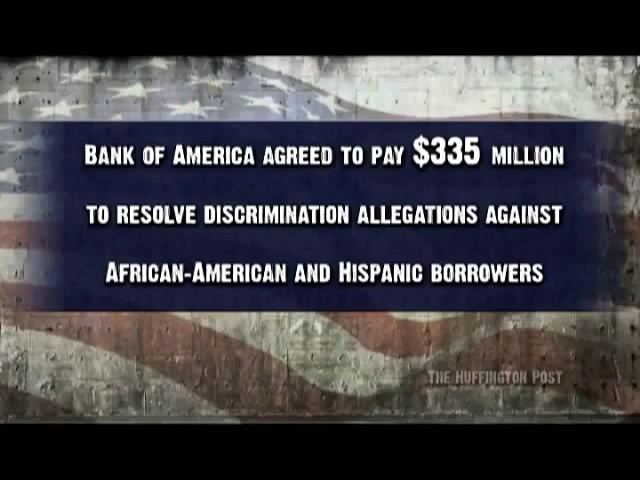 BANK OF AMERICA AGREED TO PAY $335 MILLION
TO RESOLVE DISCRIMINATION ALLEGATIONS AGAINST
AFRICAN-AMERICAN AND HISPANIC BORROWERS
THE HUFFINGTON POST